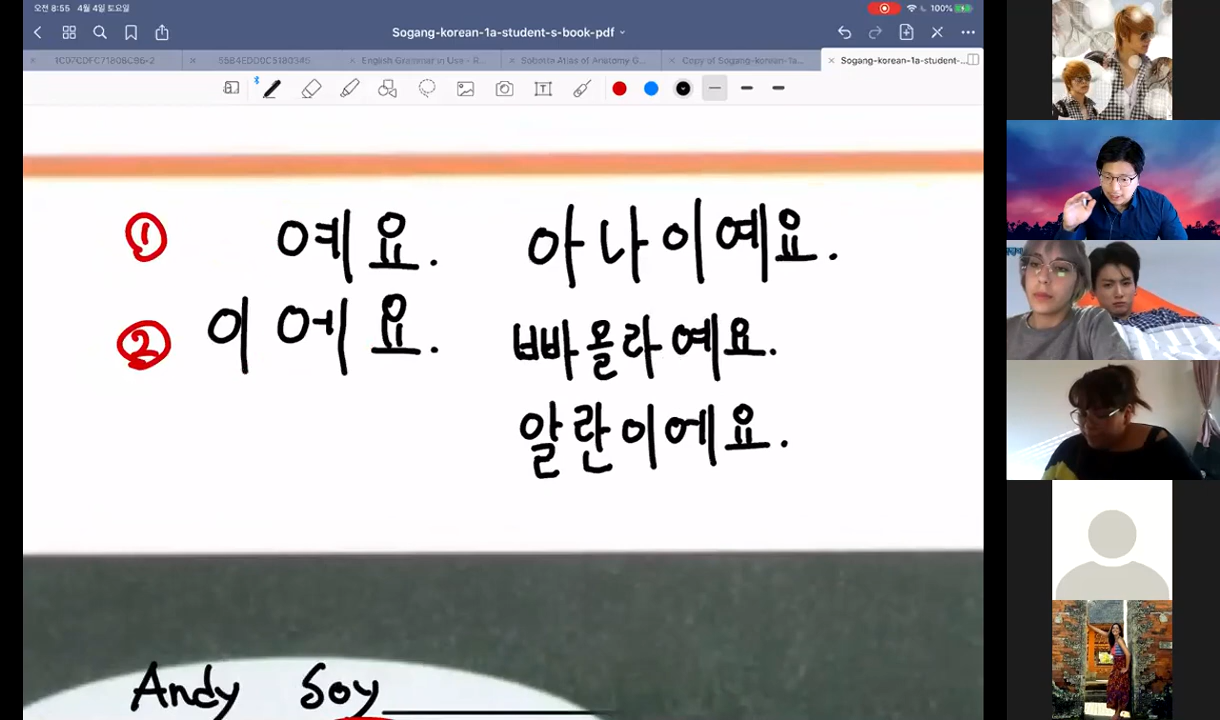 오전 8:55 4월 4일 토요일
100%
Sogang-korean-1a-student-s-book-pdf
1C97CDFC71808C86-2
55B4ED00C5180345
English Grammar in Use - R...
Sobotta Atlas of Anatomy G...
Copy of Sogang-korean-1a...
Sogang-korean-1a-student-...
① 예요. 아나이예요.
② 이에요. 빠올라예요.
알란이에요.
Andy Soy